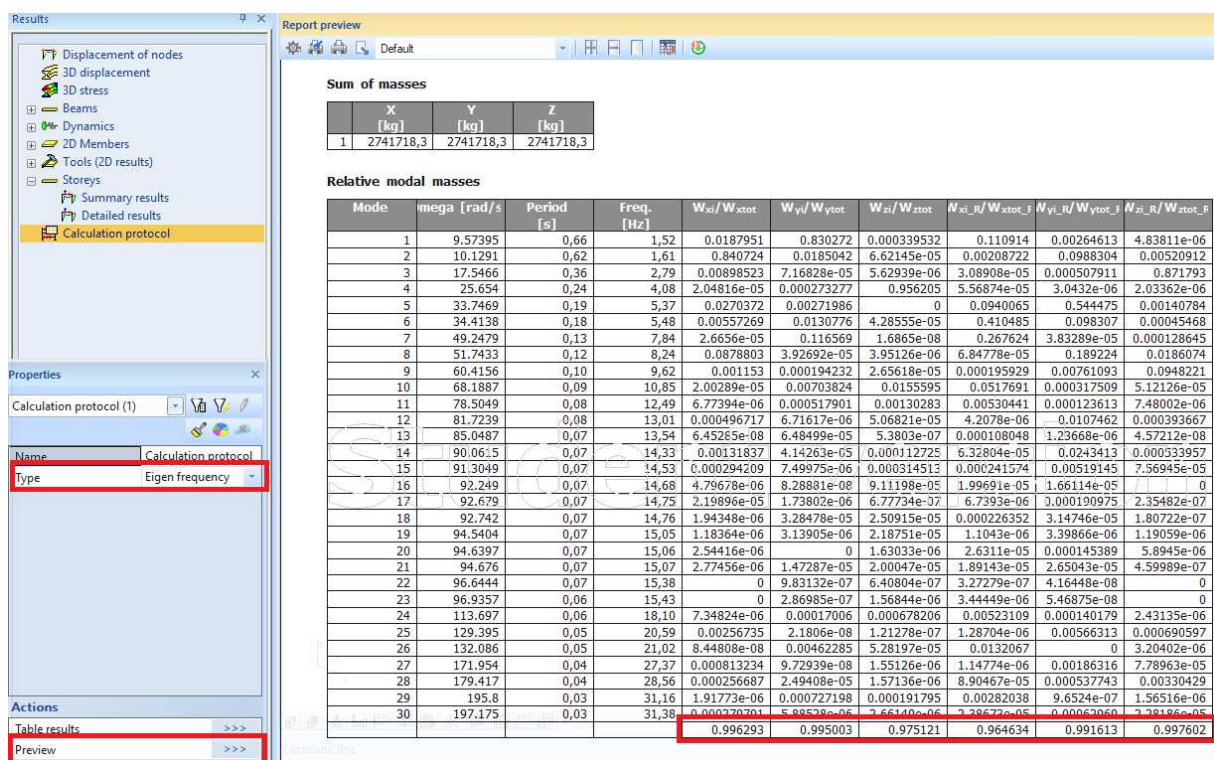 Results
Displacement of nodes
3D displacement
3D stress
Beams
Dynamics
2D Members
Tools (2D results)
Storeys
Summary results
Detailed results
Calculation protocol
Properties
Calculation protocol (1)
Name Calculation protocol
Type Eigen frequency
Actions
Table results >>>
Preview >>>
Report preview
Default
Sum of masses
X [kg] Y [kg] Z [kg]
1 2741718,3 2741718,3 2741718,3
Relative modal masses
Mode mega [rad/s Period [s] Freq. [Hz] Wxi/Wxtot Wyi/Wytot Wzi/Wztot Wxi_R/Wxtot_F Wyi_R/Wytot_F Wzi_R/Wztot_R
1 9.57395 0,66 1,52 0.0187951 0.830272 0.000339532 0.110914 0.00264613 4.83811e-06
2 10.1291 0,62 1,61 0.840724 0.0185042 6.62145e-05 0.00208722 0.0988304 0.00520912
3 17.5466 0,36 2,79 0.00898523 7.16828e-05 5.62939e-06 3.08908e-05 0.000507911 0.871793
4 25.654 0,24 4,08 2.04816e-05 0.000273277 0.956205 5.56874e-05 3.0432e-06 2.03362e-06
5 33.7469 0,19 5,37 0.0270372 0.00271986 0 0.0940065 0.544475 0.00140784
6 34.4138 0,18 5,48 0.00557269 0.0130776 4.28555e-05 0.410485 0.098307 0.00045468
7 49.2479 0,13 7,84 2.6656e-05 0.116569 1.6865e-08 0.267624 3.83289e-05 0.000128645
8 51.7433 0,12 8,24 0.0878803 3.92692e-05 3.95126e-06 6.84778e-05 0.189224 0.0186074
9 60.4156 0,10 9,62 0.001153 0.000194232 2.65618e-05 0.000195929 0.00761093 0.0948221
10 68.1887 0,09 10,85 2.00289e-05 0.00703824 0.0155595 0.0517691 0.000317509 5.12126e-05
11 78.5049 0,08 12,49 6.77394e-06 0.000517901 0.00130283 0.00530441 0.000123613 7.48002e-06
12 81.7239 0,08 13,01 0.000496717 6.71617e-06 5.06821e-05 4.2078e-06 0.0107462 0.000393667
13 85.0487 0,07 13,54 6.45285e-08 6.48499e-05 5.3803e-07 0.000108048 1.23668e-06 4.57212e-08
14 90.0615 0,07 14,33 0.00131837 4.14263e-05 0.000112725 6.32804e-05 0.0243413 0.000533957
15 91.3049 0,07 14,53 0.000294209 7.49975e-05 0.000314513 0.000241574 0.00519145 7.56945e-05
16 92.249 0,07 14,68 4.79678e-06 8.28881e-08 9.11198e-05 1.99691e-05 1.66114e-05 0
17 92.679 0,07 14,75 2.19896e-05 1.73802e-06 6.77734e-07 6.7393e-06 0.000190975 2.35482e-07
18 92.742 0,07 14,76 1.94348e-06 3.28478e-05 2.50915e-05 0.000226352 3.14746e-05 1.80722e-07
19 94.5404 0,07 15,05 1.18364e-06 3.13905e-06 2.18751e-05 1.1043e-06 3.39866e-06 1.19059e-06
20 94.6397 0,07 15,06 2.54416e-06 0 1.63033e-06 2.6311e-05 0.000145389 5.8945e-06
21 94.676 0,07 15,07 2.77456e-06 1.47287e-05 2.00047e-05 1.89143e-05 2.65043e-05 4.59989e-07
22 96.6444 0,07 15,38 0 9.83132e-07 6.40804e-07 3.27279e-07 4.16448e-08 0
23 96.9357 0,06 15,43 0 2.86985e-07 1.56844e-06 3.44449e-06 5.46875e-08 0
24 113.697 0,06 18,10 7.34824e-06 0.00017006 0.000678206 0.00523109 0.000140179 2.43135e-06
25 129.395 0,05 20,59 0.00256735 2.1806e-08 1.21278e-07 1.28704e-06 0.00566313 0.000690597
26 132.086 0,05 21,02 8.44808e-08 0.00462285 5.28197e-05 0.0132067 0 3.20402e-06
27 171.954 0,04 27,37 0.000813234 9.72939e-08 1.55126e-06 1.14774e-06 0.00186316 7.78963e-05
28 179.417 0,04 28,56 0.000256687 2.49408e-05 1.57136e-06 8.90467e-05 0.000537743 0.00330429
29 195.8 0,03 31,16 1.91773e-06 0.000727198 0.000191795 0.00282038 9.6524e-07 1.56516e-06
30 197.175 0,03 31,38
0.996293 0.995003 0.975121 0.964634 0.991613 0.997602